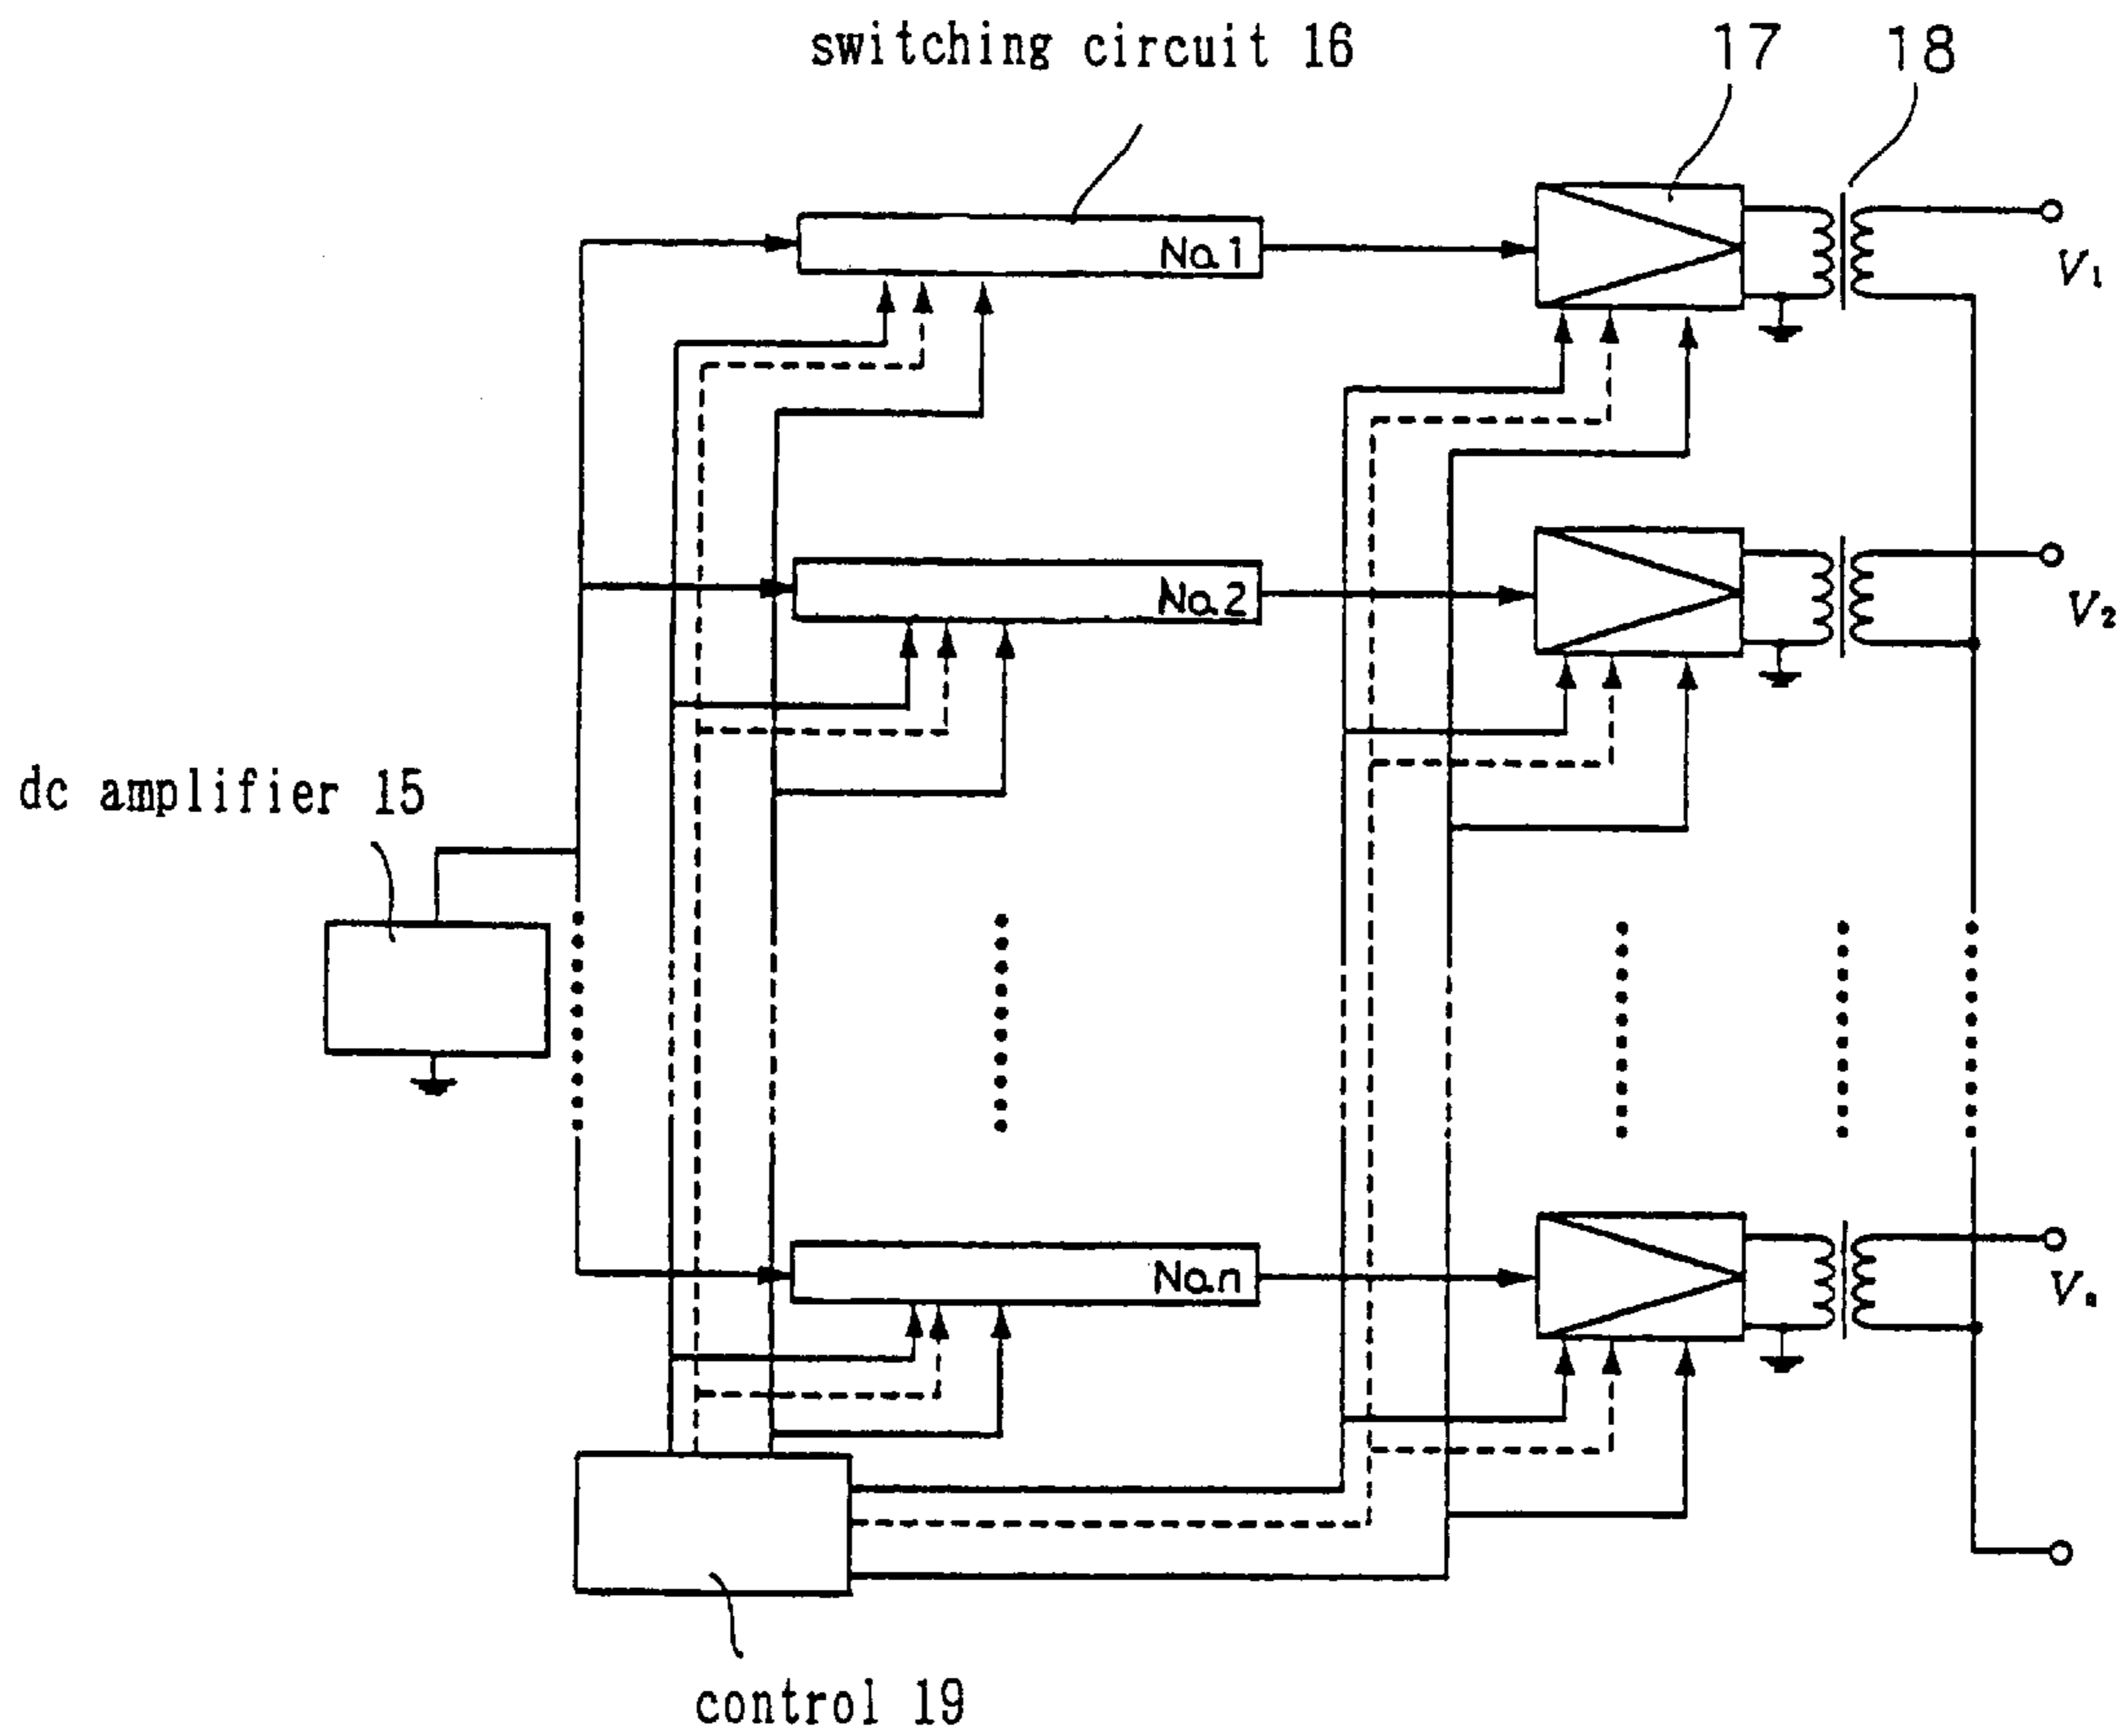 switching circuit 16
17
18
No.1
V1
No.2
V2
dc amplifier 15
No.n
Vn
control 19